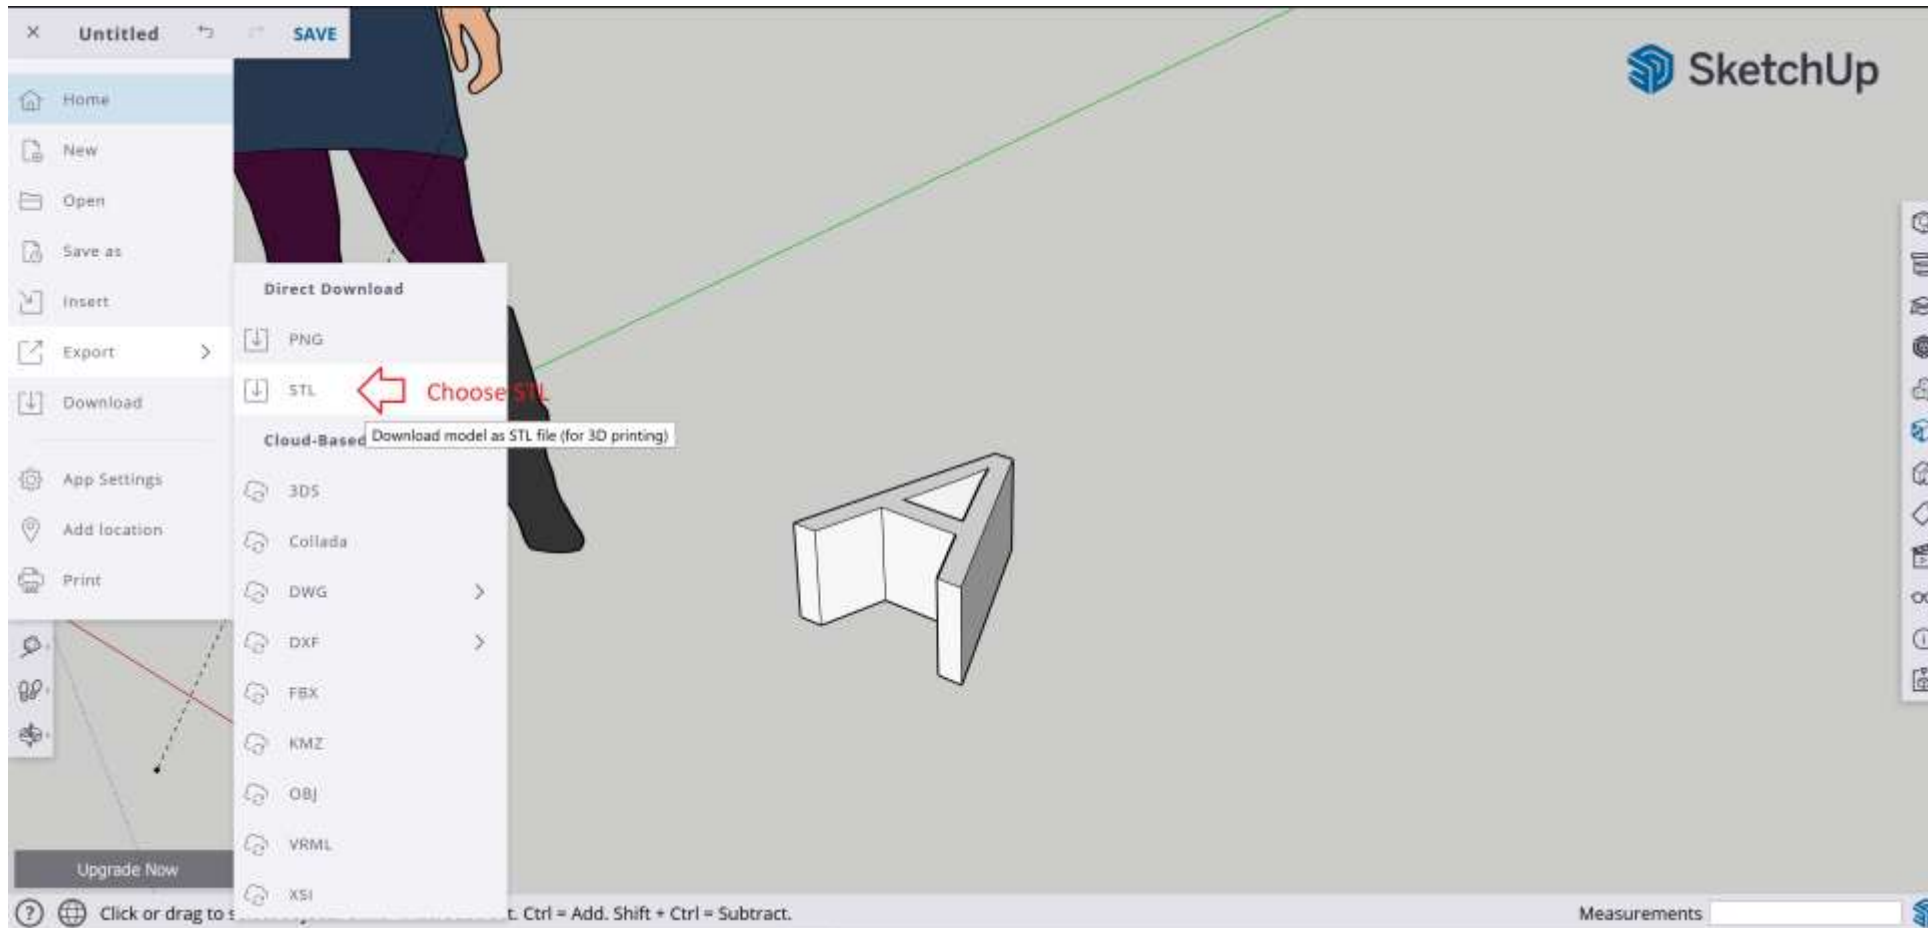 Untitled
SAVE
SketchUp
Home
New
Open
Save as
Insert
Export
Download
App Settings
Add location
Print
Direct Download
PNG
STL
Choose STL
Cloud-Based
Download model as STL file (for 3D printing)
3DS
Collada
DWG
DXF
FBX
KMZ
OBJ
VRML
XSI
Upgrade Now
Click or drag to s
t. Ctrl = Add. Shift + Ctrl = Subtract.
Measurements